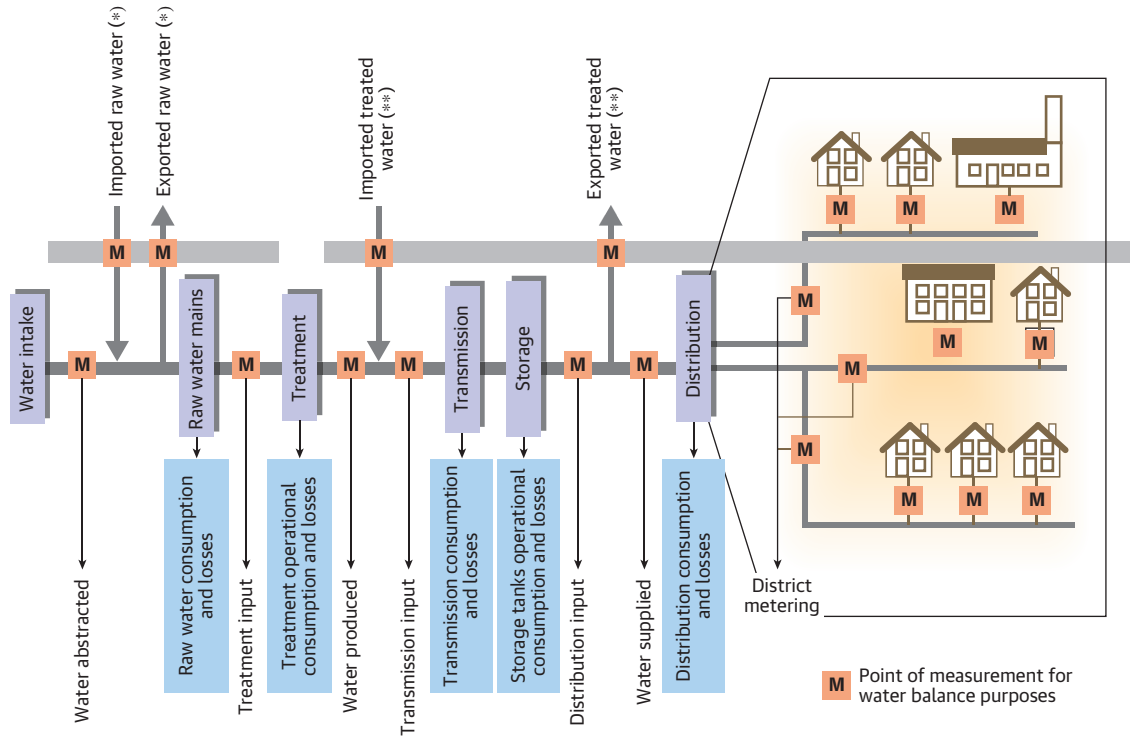 Imported raw water (*)
Exported raw water (*)
Imported treated
water (**)
Exported treated
water (**)
M
M
M
M
M
M
M
M
M
M
M
Water intake
M
Raw water mains
M
Treatment
M
M
Transmission
Storage
M
M
Distribution
M
M
M
M
M
M
M
Water abstracted
Raw water consumption
and losses
Treatment input
Treatment operational
consumption and losses
Water produced
Transmission input
Transmission consumption
and losses
Storage tanks operational
consumption and losses
Distribution input
Water supplied
Distribution consumption
and losses
District
metering
M
Point of measurement for
water balance purposes